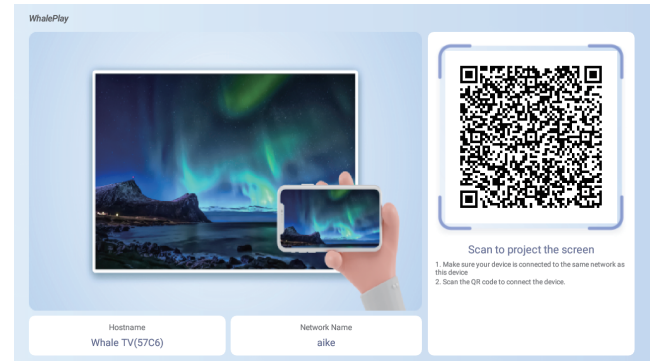 WhalePlay
Hostname
Whale TV(57C6)
Network Name
aike
Scan to project the screen
1. Make sure your device is connected to the same network as
this device
2. Scan the QR code to connect the device.